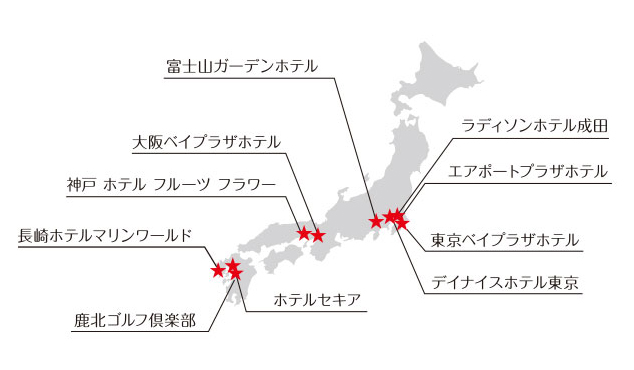 富士山ガーデンホテル
ラディソンホテル成田
大阪ベイプラザホテル
エアポートプラザホテル
神戸 ホテル フルーツ フラワー
長崎ホテルマリンワールド
東京ベイプラザホテル
デイナイスホテル東京
ホテルセキア
鹿北ゴルフ倶楽部